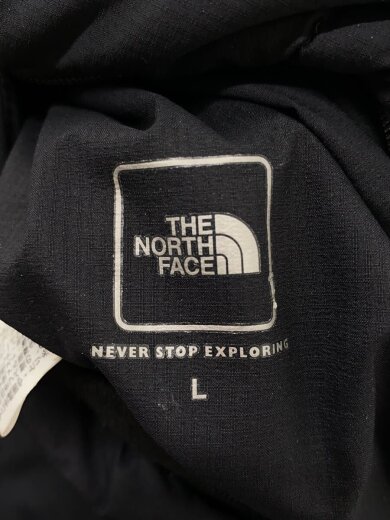 THE
NORTH
FACE
NEVER STOP EXPLORING
L